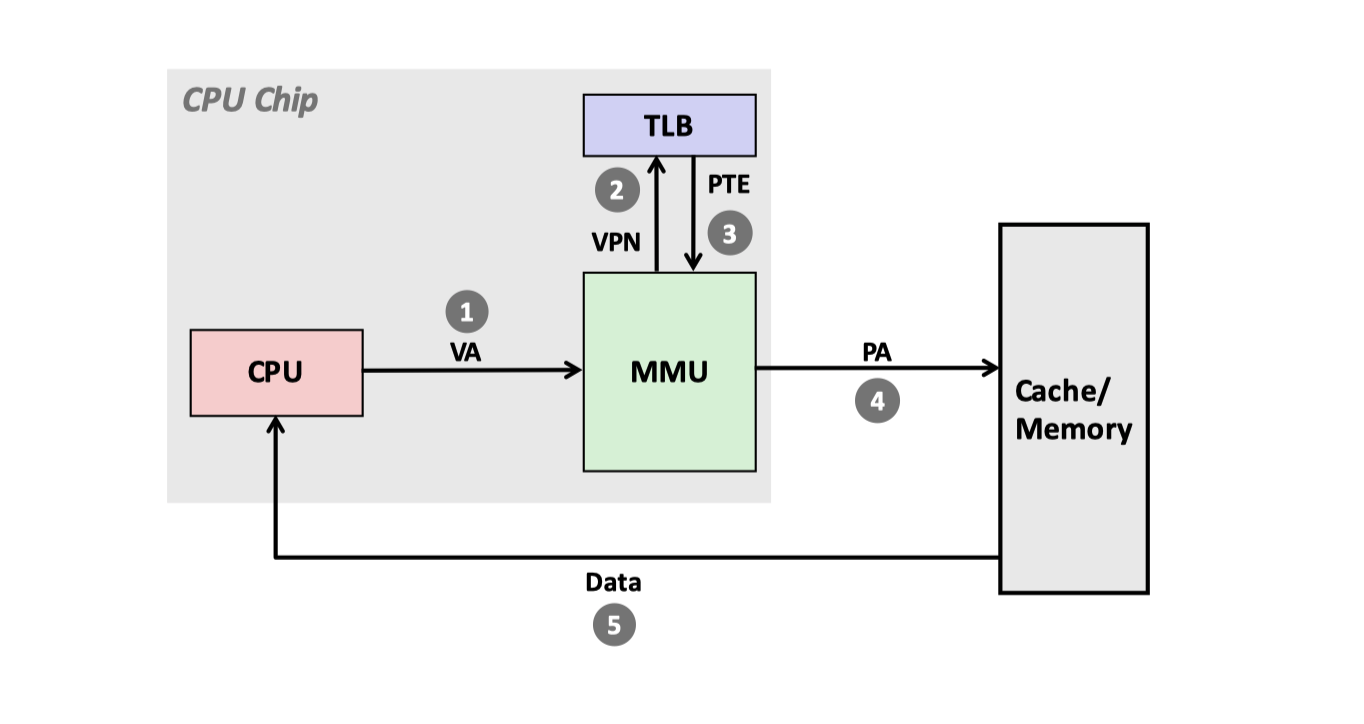 CPU Chip
TLB
2
PTE
VPN
3
1
VA
CPU
MMU
PA
4
Cache/
Memory
Data
5